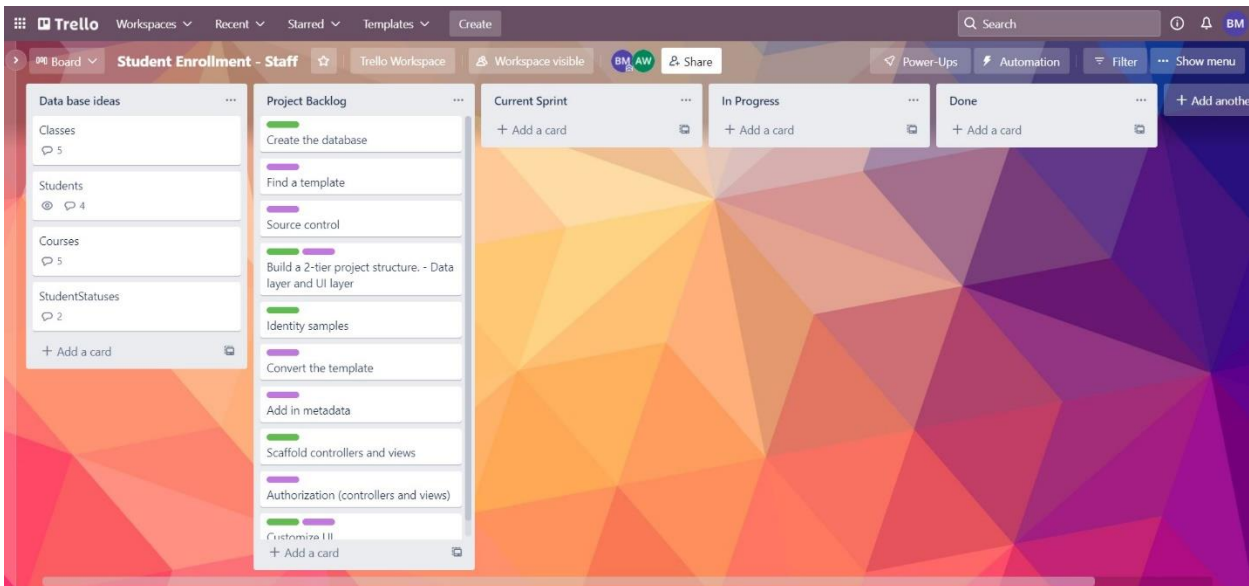 Trello Workspaces Recent Starred Templates Create Search BM
Board Student Enrollment - Staff Trello Workspace Workspace visible BM AW Share Power-Ups Automation Filter Show menu
Data base ideas
Classes
5
Students
4
Courses
5
StudentStatuses
2
+ Add a card
Project Backlog
Create the database
Find a template
Source control
Build a 2-tier project structure. - Data
layer and UI layer
Identity samples
Convert the template
Add in metadata
Scaffold controllers and views
Authorization (controllers and views)
Customize UI
+ Add a card
Current Sprint
+ Add a card
In Progress
+ Add a card
Done
+ Add a card
+ Add anothe